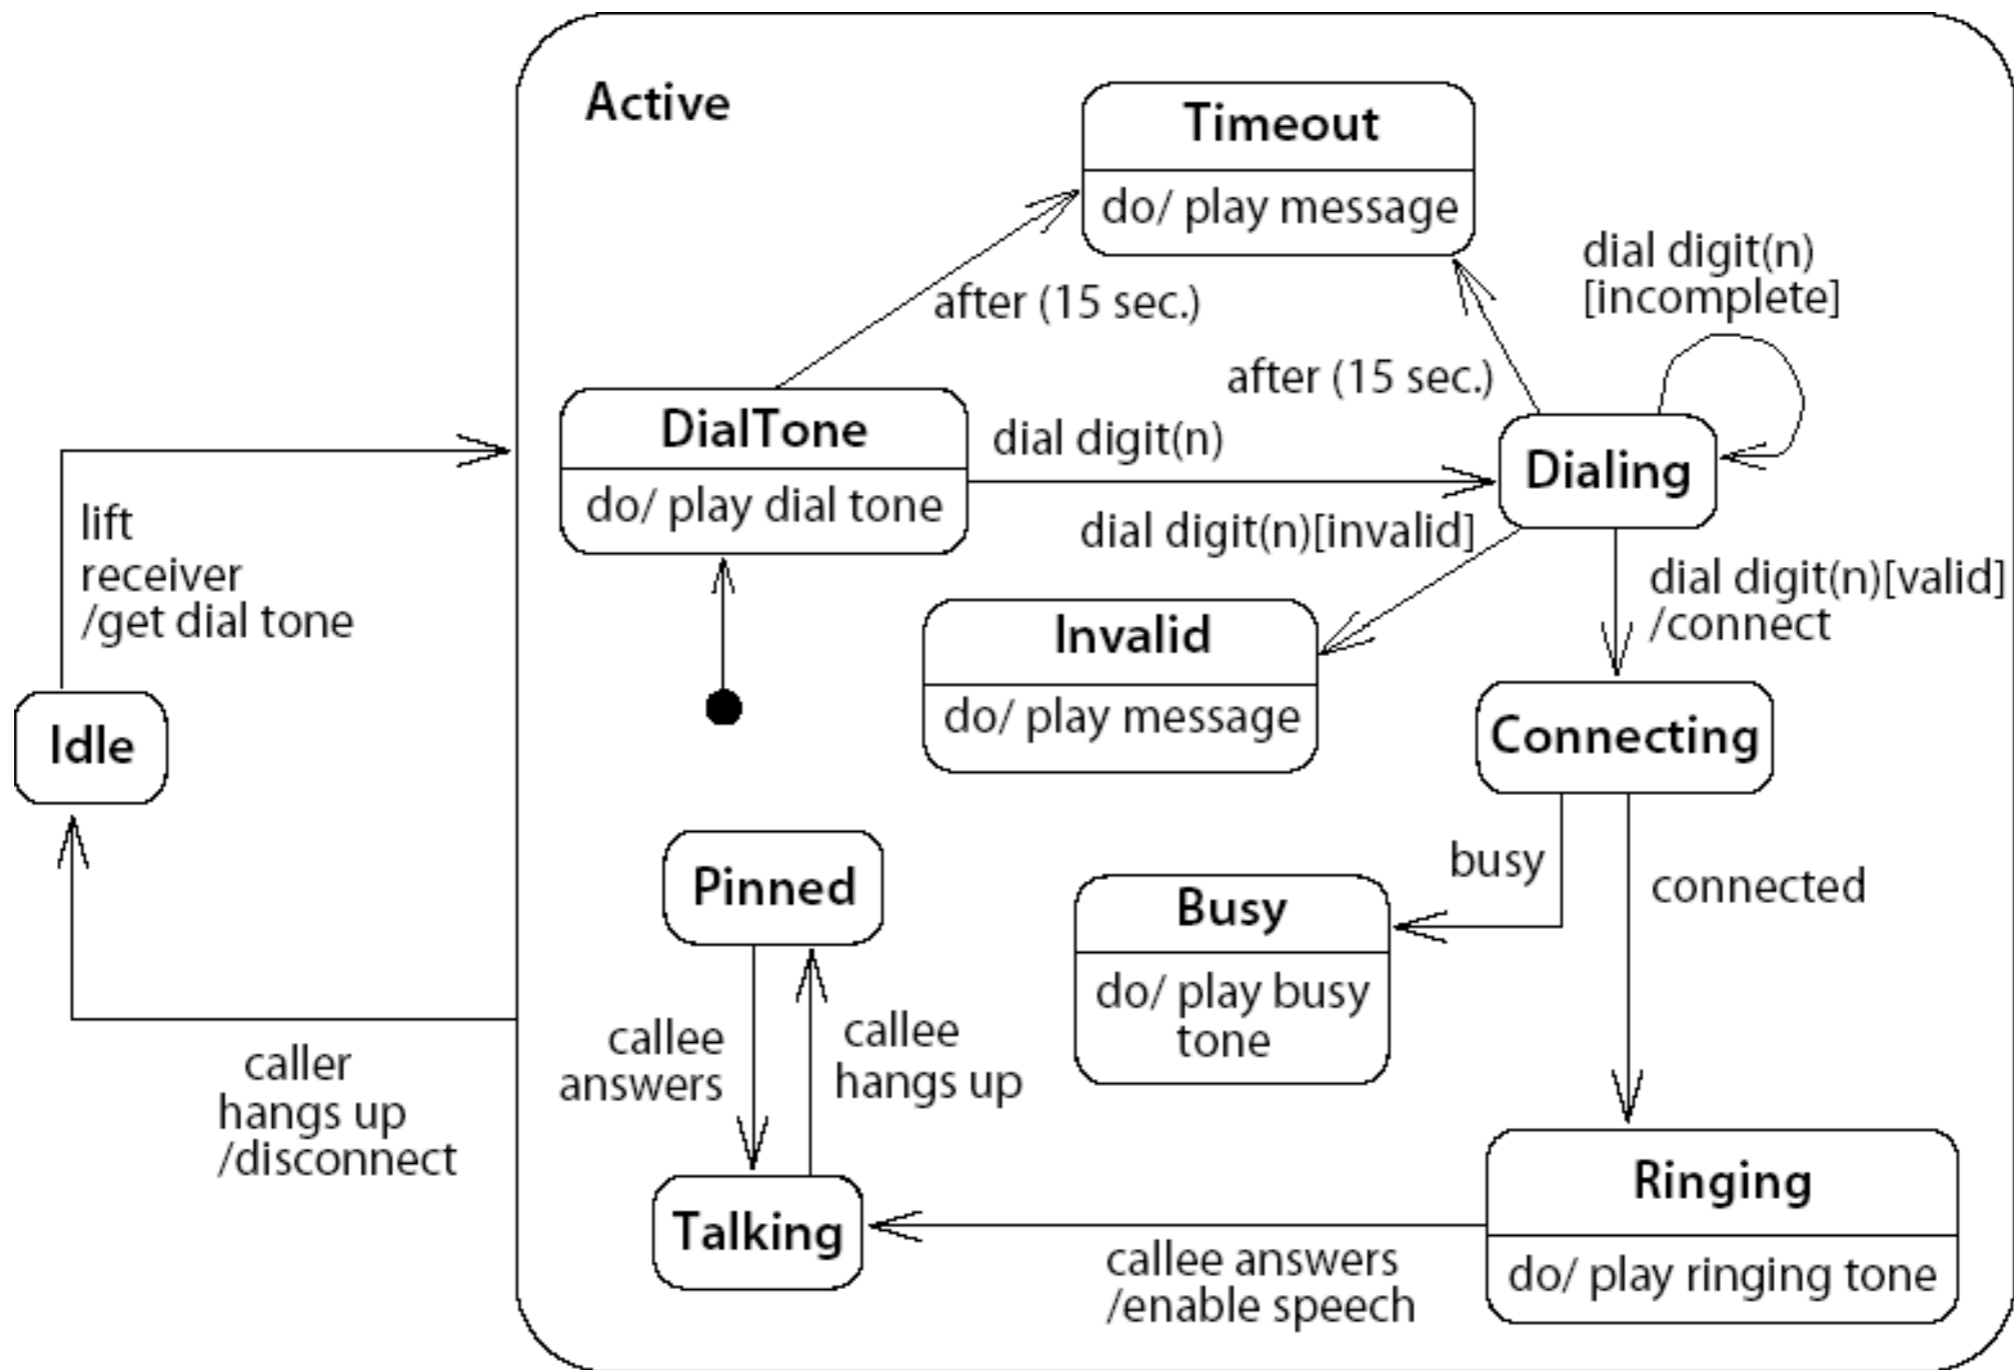 Active
Timeout
do/ play message
dial digit(n)
[incomplete]
after (15 sec.)
after (15 sec.)
DialTone
do/ play dial tone
dial digit(n)
Dialing
lift
receiver
/get dial tone
dial digit(n)[invalid]
dial digit(n)[valid]
/connect
Invalid
do/ play message
Idle
Connecting
Pinned
busy
connected
Busy
do/ play busy
tone
callee
answers
callee
hangs up
caller
hangs up
/disconnect
Ringing
do/ play ringing tone
Talking
callee answers
/enable speech